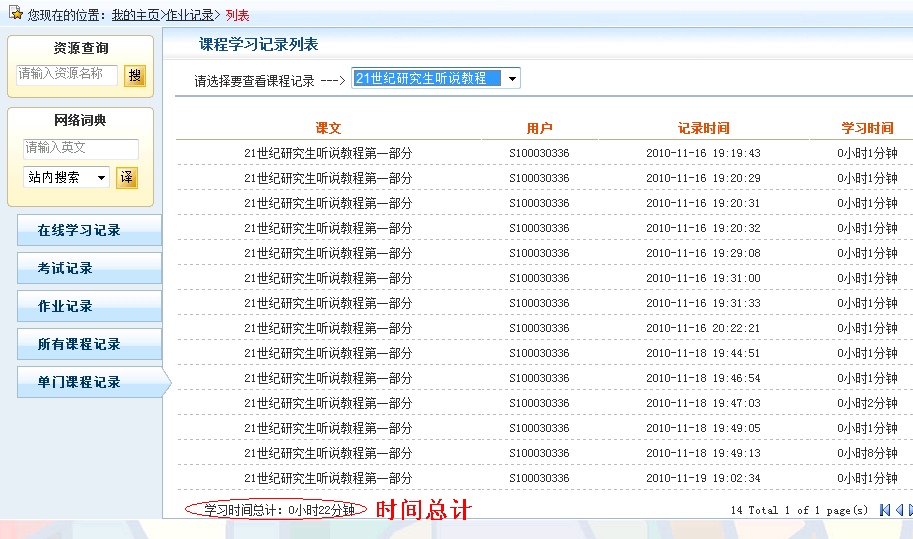 您现在的位置: 我的主页>作业记录> 列表
资源查询
请输入资源名称 搜
网络词典
请输入英文
站内搜索 译
在线学习记录
考试记录
作业记录
所有课程记录
单门课程记录
课程学习记录列表
请选择要查看课程记录 ---> 21世纪研究生听说教程
课文 用户 记录时间 学习时间
21世纪研究生听说教程第一部分 S100030336 2010-11-16 19:19:43 0小时1分钟
21世纪研究生听说教程第一部分 S100030336 2010-11-16 19:20:29 0小时1分钟
21世纪研究生听说教程第一部分 S100030336 2010-11-16 19:20:31 0小时1分钟
21世纪研究生听说教程第一部分 S100030336 2010-11-16 19:20:32 0小时1分钟
21世纪研究生听说教程第一部分 S100030336 2010-11-16 19:29:08 0小时1分钟
21世纪研究生听说教程第一部分 S100030336 2010-11-16 19:31:00 0小时1分钟
21世纪研究生听说教程第一部分 S100030336 2010-11-16 19:31:33 0小时1分钟
21世纪研究生听说教程第一部分 S100030336 2010-11-16 20:22:21 0小时1分钟
21世纪研究生听说教程第一部分 S100030336 2010-11-18 19:44:51 0小时1分钟
21世纪研究生听说教程第一部分 S100030336 2010-11-18 19:46:54 0小时1分钟
21世纪研究生听说教程第一部分 S100030336 2010-11-18 19:47:03 0小时2分钟
21世纪研究生听说教程第一部分 S100030336 2010-11-18 19:49:05 0小时1分钟
21世纪研究生听说教程第一部分 S100030336 2010-11-18 19:49:13 0小时8分钟
21世纪研究生听说教程第一部分 S100030336 2010-11-19 19:02:34 0小时1分钟
学习时间总计: 0小时22分钟 时间总计 14 Total 1 of 1 page(s)